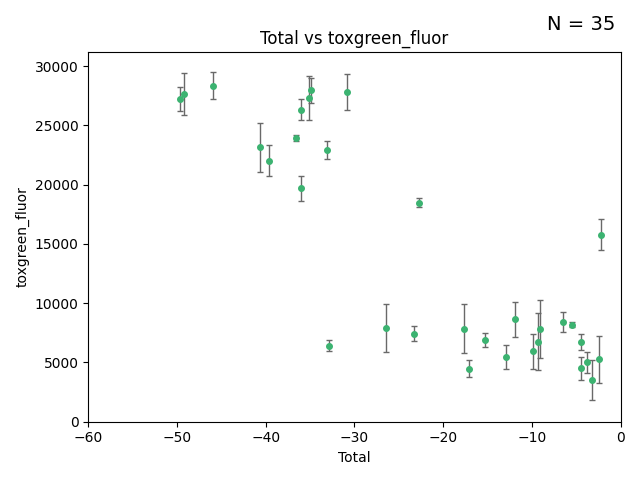 N = 35
Total vs toxgreen_fluor
30000
25000
20000
15000
10000
5000
0
toxgreen_fluor
−60 −50 −40 −30 −20 −10 0
Total